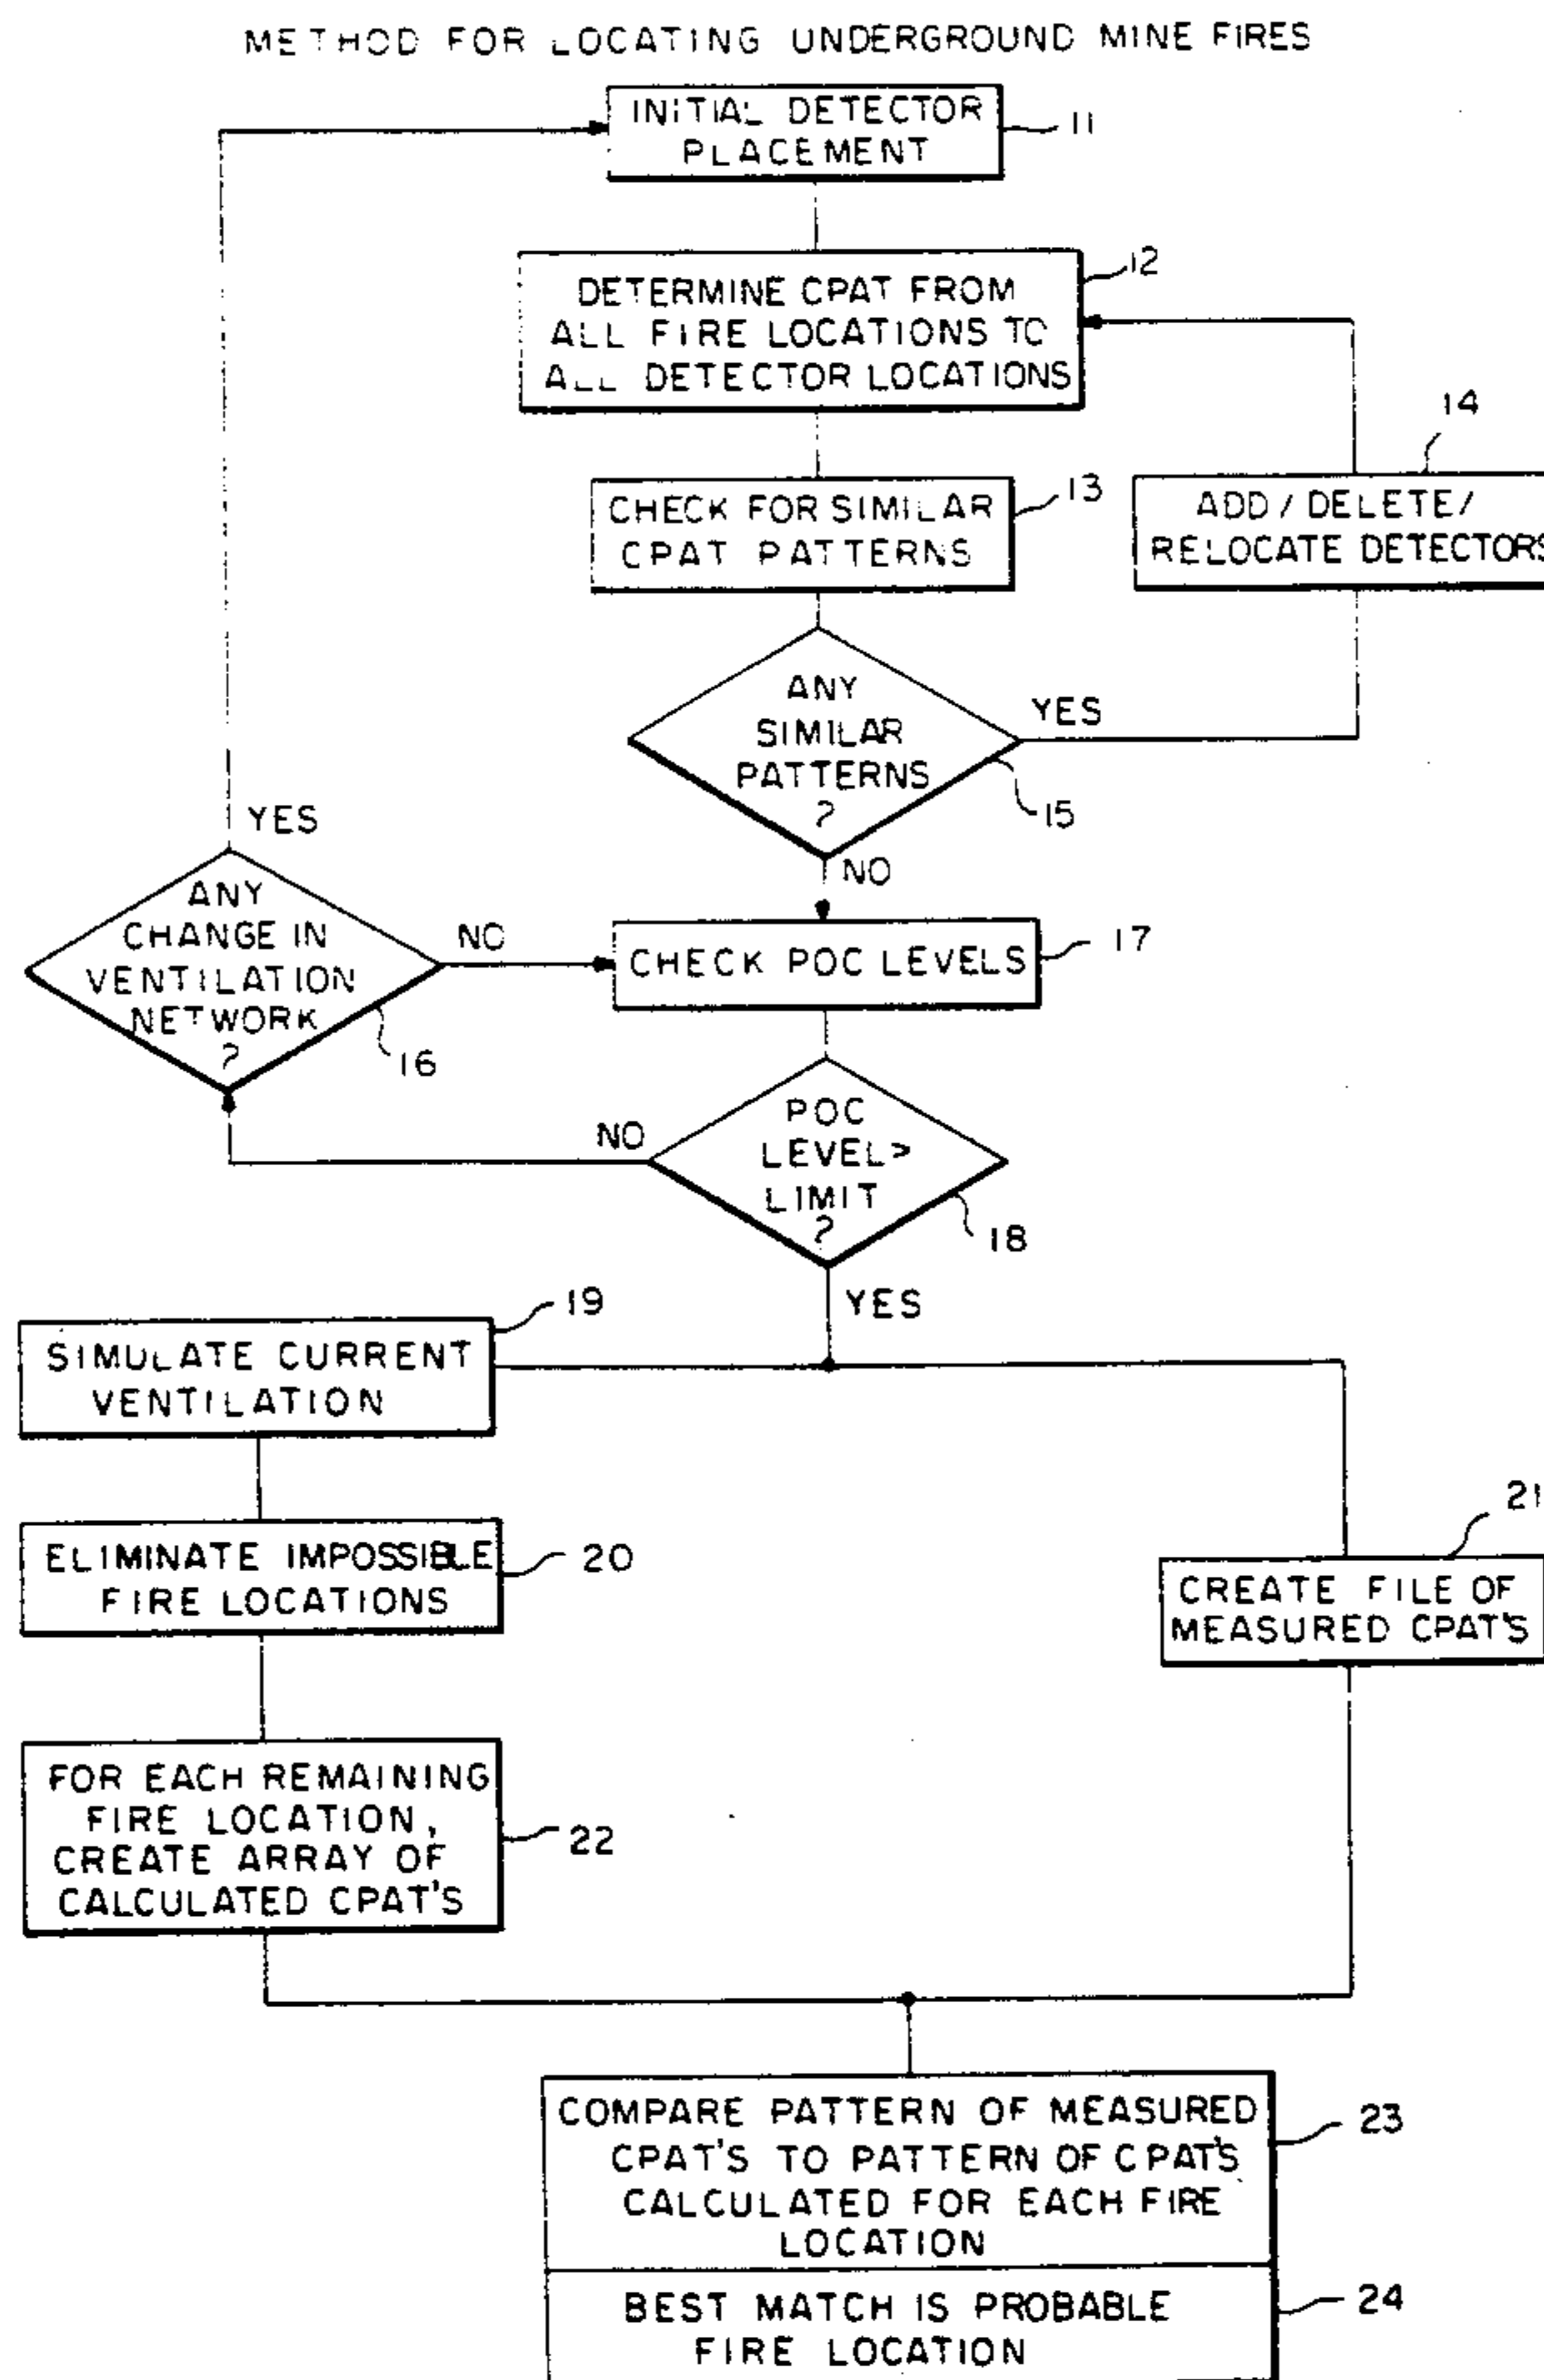 METHOD FOR LOCATING UNDERGROUND MINE FIRES
INITIAL DETECTOR
PLACEMENT
11
DETERMINE CPAT FROM
ALL FIRE LOCATIONS TO
ALL DETECTOR LOCATIONS
12
CHECK FOR SIMILAR
CPAT PATTERNS
13
ADD / DELETE /
RELOCATE DETECTORS
14
ANY
SIMILAR
PATTERNS
?
15
YES
NO
ANY
CHANGE IN
VENTILATION
NETWORK
?
16
YES
NO
CHECK POC LEVELS
17
POC
LEVEL>
LIMIT
?
18
NO
YES
SIMULATE CURRENT
VENTILATION
19
ELIMINATE IMPOSSIBLE
FIRE LOCATIONS
20
CREATE FILE OF
MEASURED CPAT'S
21
FOR EACH REMAINING
FIRE LOCATION,
CREATE ARRAY OF
CALCULATED CPAT'S
22
COMPARE PATTERN OF MEASURED
CPAT'S TO PATTERN OF CPAT'S
CALCULATED FOR EACH FIRE
LOCATION
23
BEST MATCH IS PROBABLE
FIRE LOCATION
24